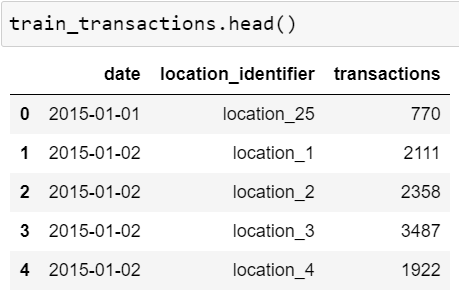 train_transactions.head()
date location_identifier transactions
0 2015-01-01 location_25 770
1 2015-01-02 location_1 2111
2 2015-01-02 location_2 2358
3 2015-01-02 location_3 3487
4 2015-01-02 location_4 1922